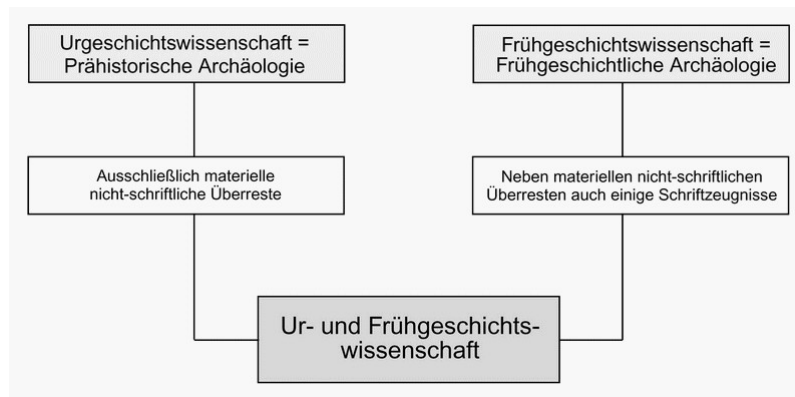 Urgeschichtswissenschaft =
Prähistorische Archäologie
Frühgeschichtswissenschaft =
Frühgeschichtliche Archäologie
Ausschließlich materielle
nicht-schriftliche Überreste
Neben materiellen nicht-schriftlichen
Überresten auch einige Schriftzeugnisse
Ur- und Frühgeschichts-
wissenschaft